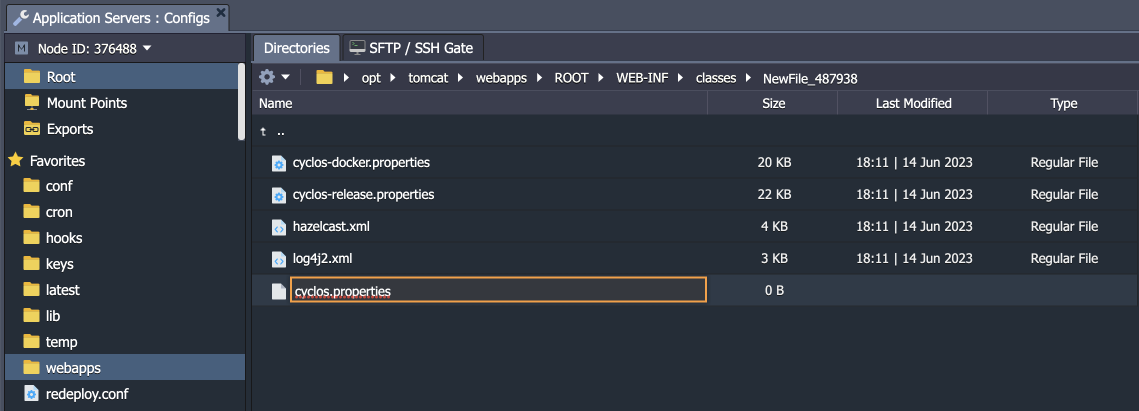 Application Servers : Configs
M Node ID: 376488
Root
Mount Points
Exports
Favorites
conf
cron
hooks
keys
latest
lib
temp
webapps
redeploy.conf
Directories SFTP / SSH Gate
opt tomcat webapps ROOT WEB-INF classes NewFile_487938
Name Size Last Modified Type
..
cyclos-docker.properties 20 KB 18:11 | 14 Jun 2023 Regular File
cyclos-release.properties 22 KB 18:11 | 14 Jun 2023 Regular File
hazelcast.xml 4 KB 18:11 | 14 Jun 2023 Regular File
log4j2.xml 3 KB 18:11 | 14 Jun 2023 Regular File
cyclos.properties 0 B